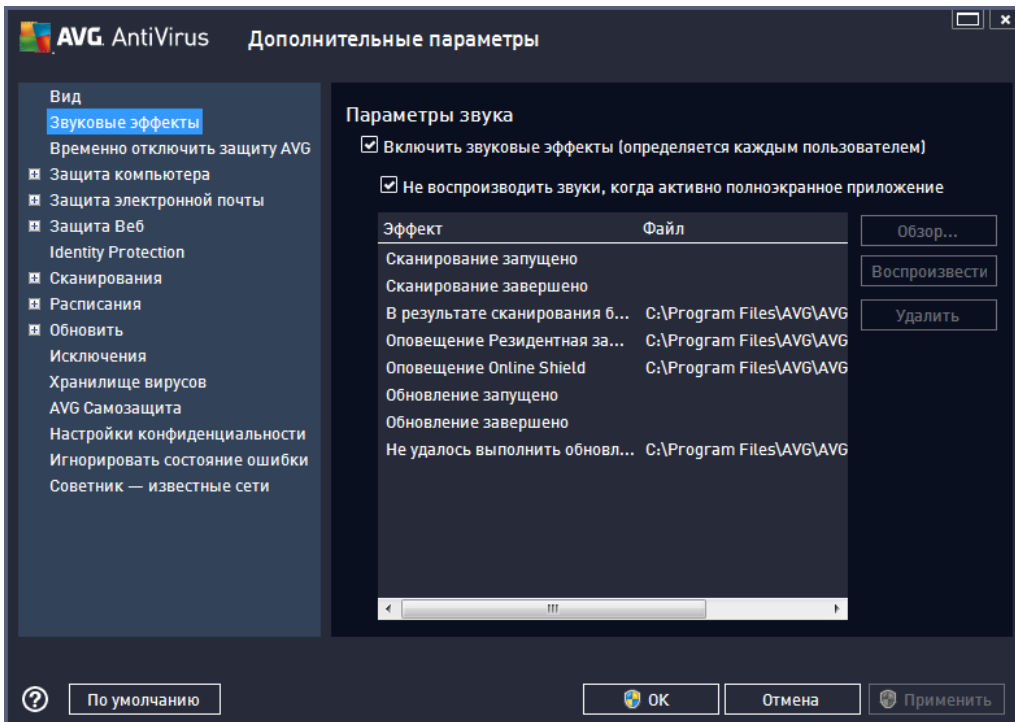 AVG AntiVirus Дополнительные параметры
Вид
Звуковые эффекты
Временно отключить защиту AVG
Защита компьютера
Защита электронной почты
Защита Веб
Identity Protection
Сканирования
Расписания
Обновить
Исключения
Хранилище вирусов
AVG Самозащита
Настройки конфиденциальности
Игнорировать состояние ошибки
Советник — известные сети
Параметры звука
Включить звуковые эффекты (определяется каждым пользователем)
Не воспроизводить звуки, когда активно полноэкранное приложение
Эффект Файл
Сканирование запущено
Сканирование завершено
В результате сканирования б... C:\Program Files\AVG\AVG
Оповещение Резидентная за... C:\Program Files\AVG\AVG
Оповещение Online Shield C:\Program Files\AVG\AVG
Обновление запущено
Обновление завершено
Не удалось выполнить обновл... C:\Program Files\AVG\AVG
Обзор...
Воспроизвести
Удалить
? По умолчанию OK Отмена Применить